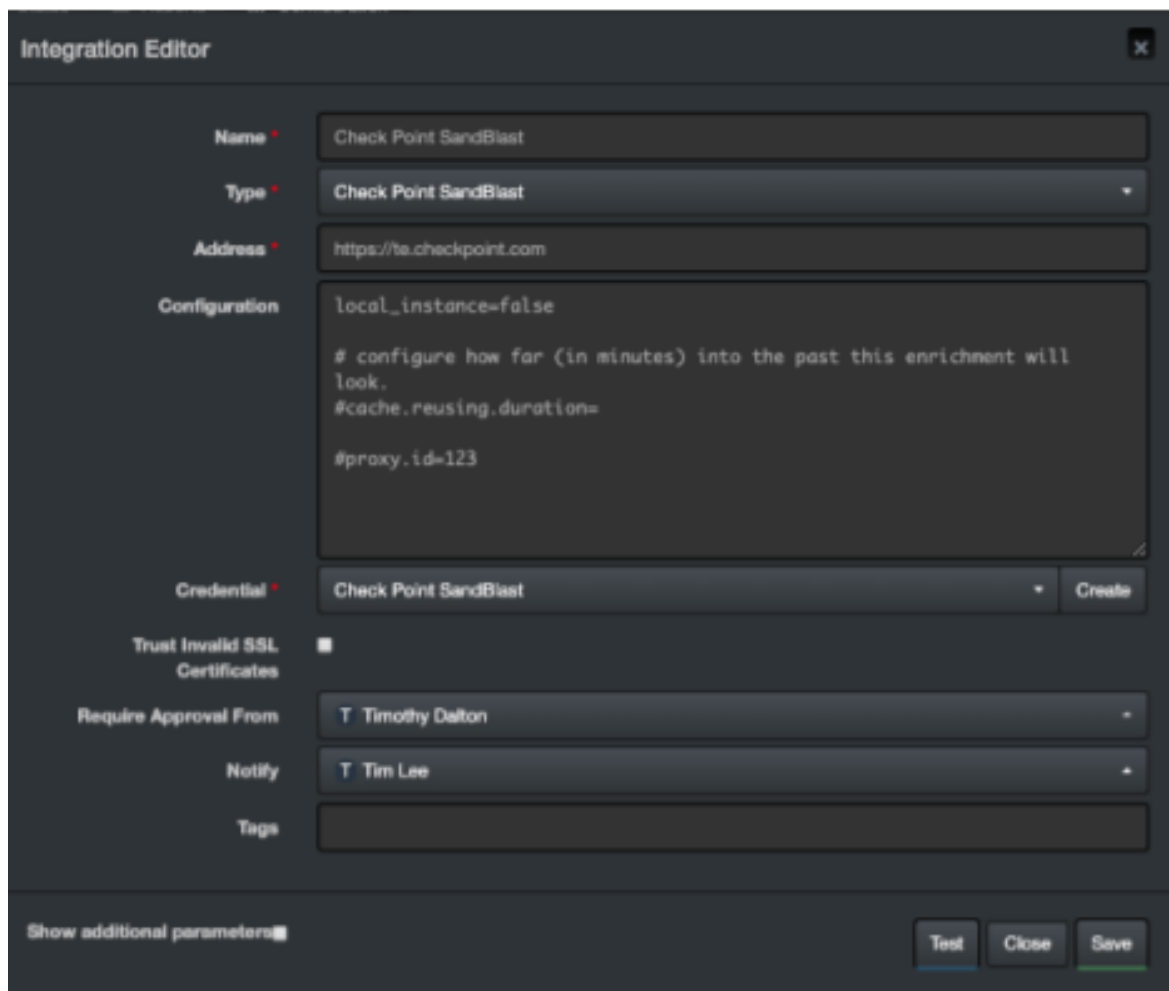 Integration Editor
Name *
Check Point SandBlast
Type *
Check Point SandBlast
Address *
https://te.checkpoint.com
Configuration
local_instance=false
# configure how far (in minutes) into the past this enrichment will
look.
#cache.reusing.duration=
#proxy.id=123
Credential *
Check Point SandBlast
Create
Trust Invalid SSL
Certificates
Require Approval From
T Timothy Dalton
Notify
T Tim Lee
Tags
Show additional parameters
Test
Close
Save